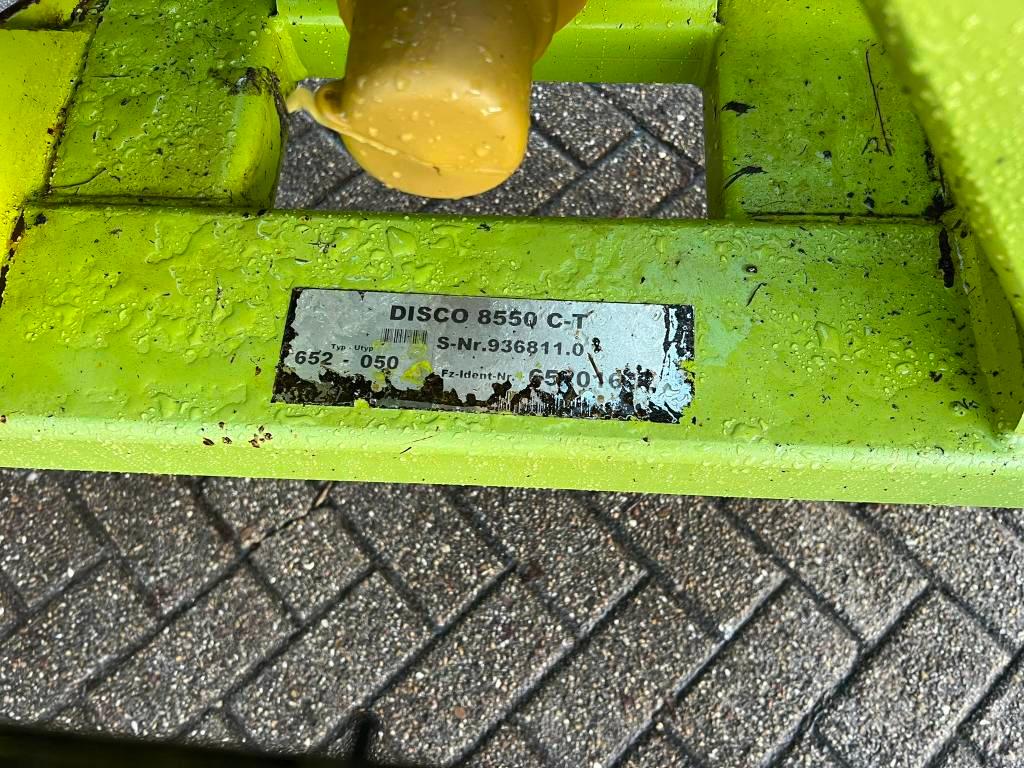 DISCO 8550 C-T
S-Nr.936811.0
Typ - Utyp
652 - 050
Fz-Ident-Nr.